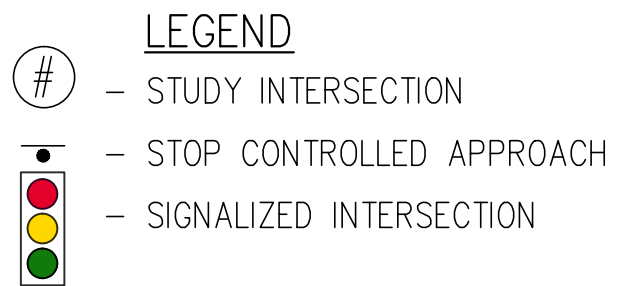 LEGEND
# - STUDY INTERSECTION
- STOP CONTROLLED APPROACH
- SIGNALIZED INTERSECTION